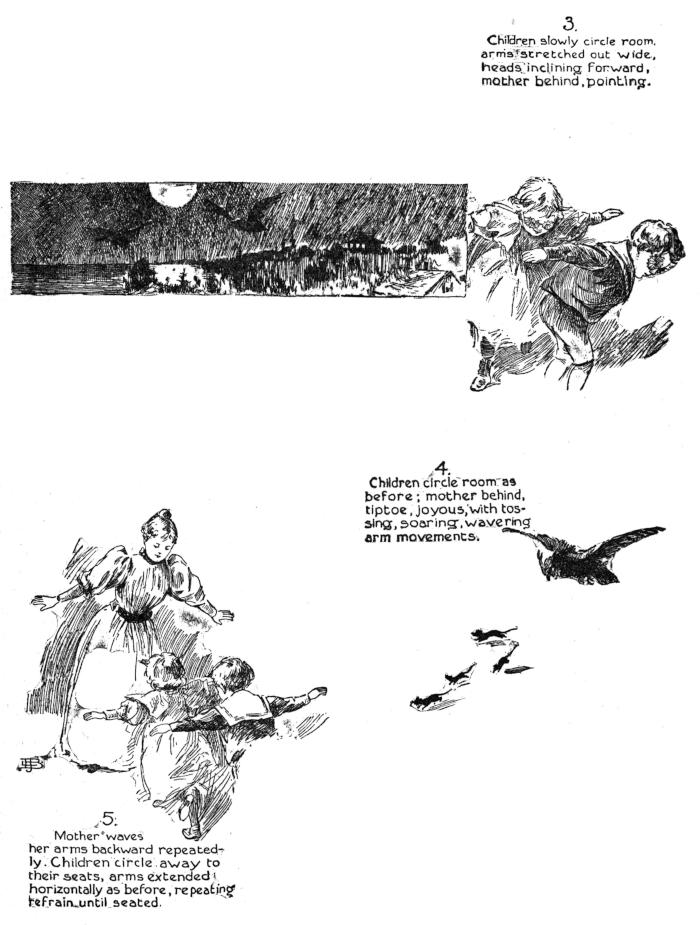 3.
Children slowly circle room,
arms stretched out wide,
heads inclining forward,
mother behind, pointing.
4.
Children circle room as
before; mother behind,
tiptoe, joyous, with tos-
sing, soaring, wavering
arm movements.
5.
Mother waves
her arms backward repeated-
ly. Children circle away to
their seats, arms extended
horizontally as before, repeating
refrain until seated.